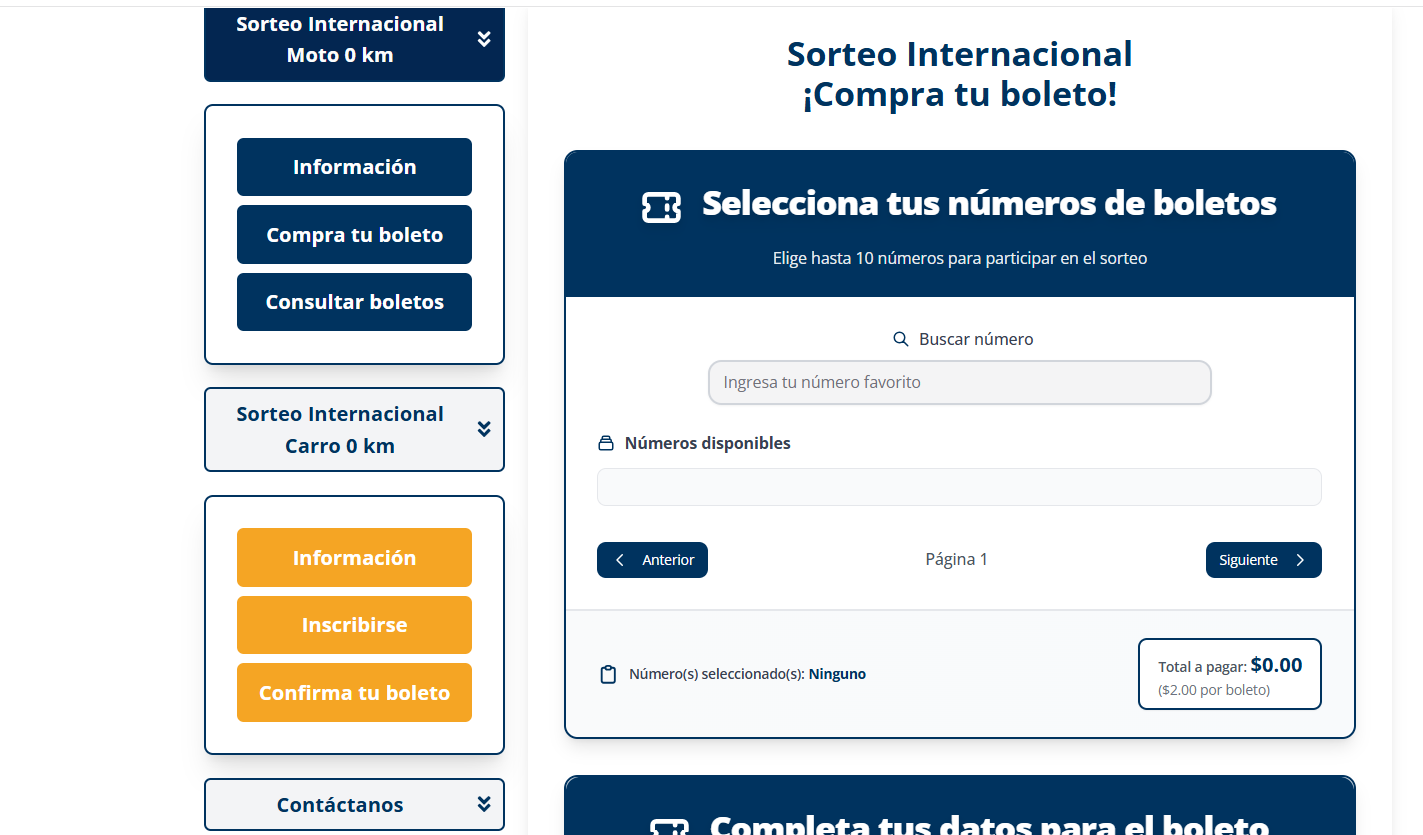 Sorteo Internacional
Moto 0 km
Información
Compra tu boleto
Consultar boletos
Sorteo Internacional
Carro 0 km
Información
Inscribirse
Confirma tu boleto
Contáctanos
Sorteo Internacional
¡Compra tu boleto!
Selecciona tus números de boletos
Elige hasta 10 números para participar en el sorteo
Buscar número
Ingresa tu número favorito
Números disponibles
Anterior
Página 1
Siguiente
Número(s) seleccionado(s): Ninguno
Total a pagar: $0.00
($2.00 por boleto)
Completa tus datos para el boleto